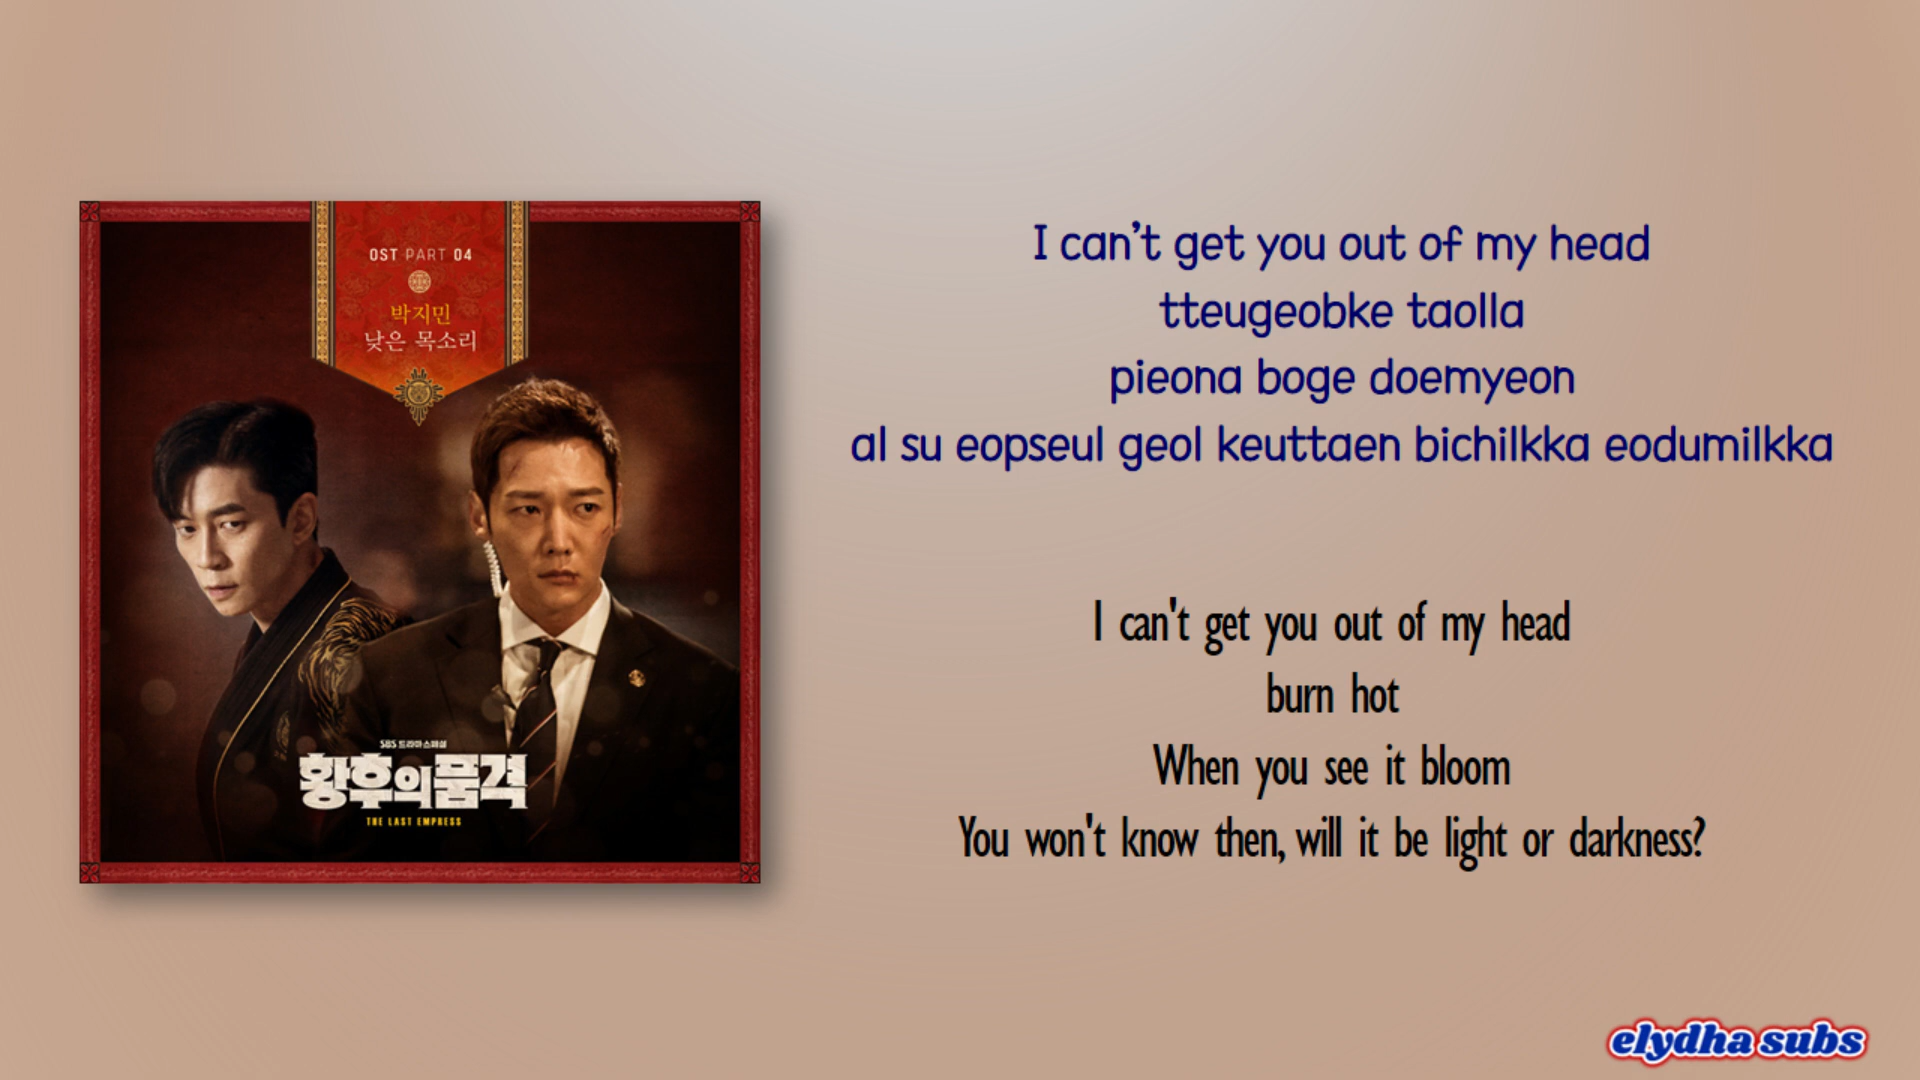 OST PART 04
박지민
낮은 목소리
SBS 드라마 스페셜
황후의 품격
THE LAST EMPRESS
I can’t get you out of my head
tteugeobke taolla
pieona boge doemyeon
al su eopseul geol keuttaen bichilkka eodumilkka
I can't get you out of my head
burn hot
When you see it bloom
You won't know then, will it be light or darkness?
elydha subs